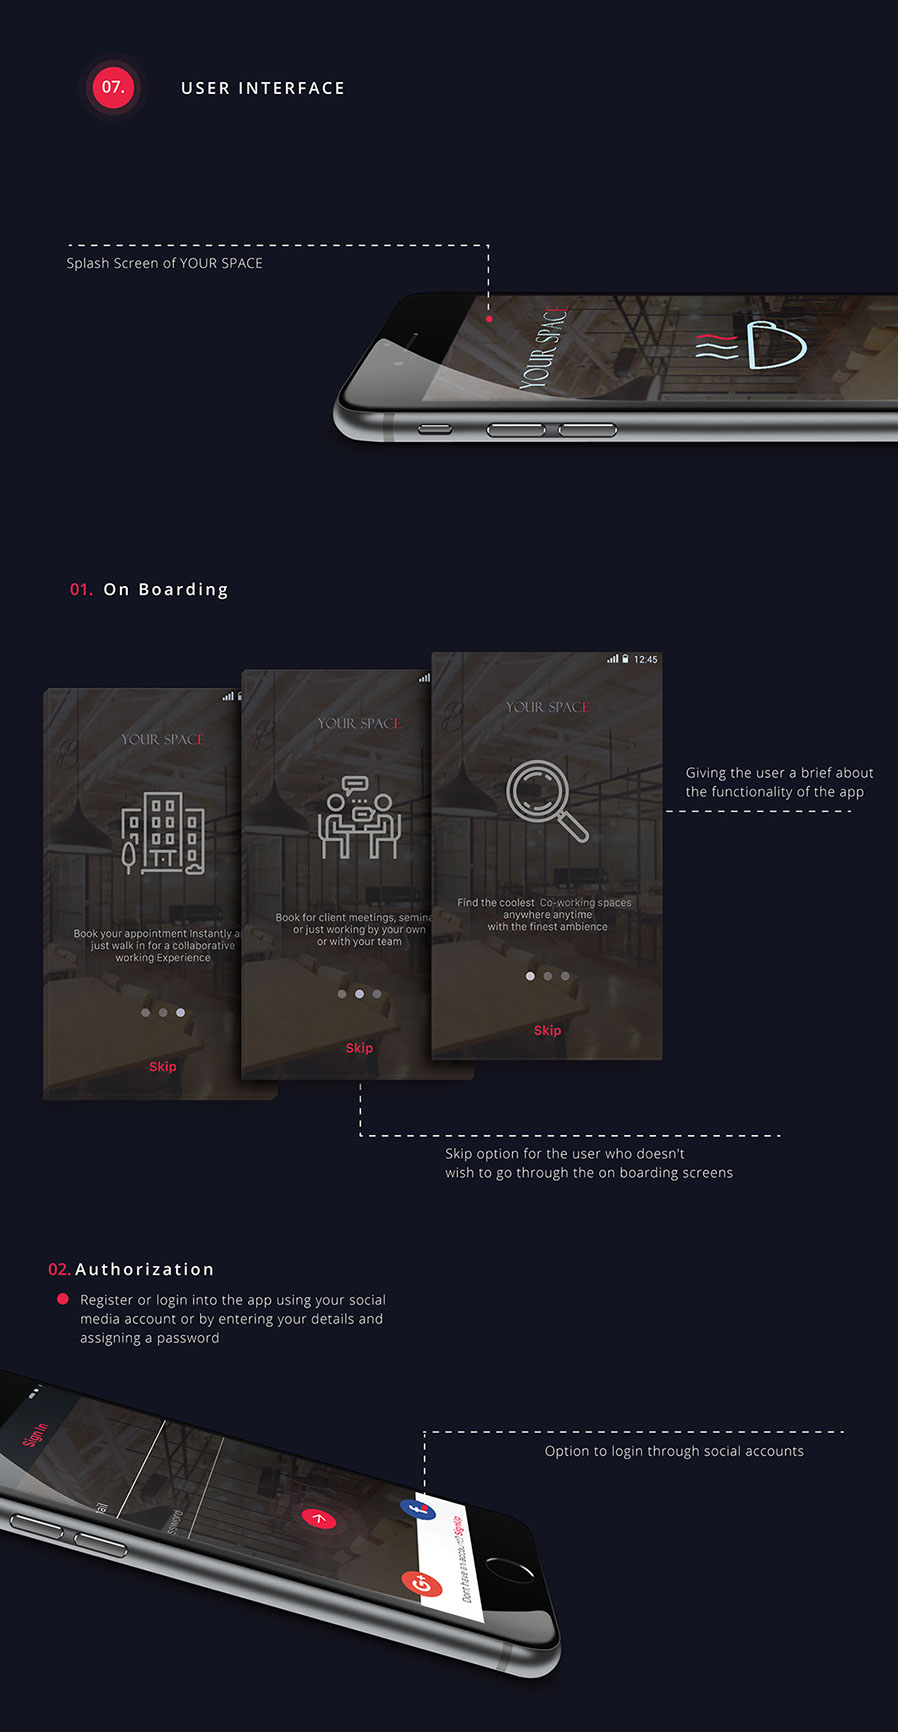 07.
USER INTERFACE
Splash Screen of YOUR SPACE
YOUR SPACE
01. On Boarding
12:45
YOUR SPACE
YOUR SPACE
YOUR SPACE
Giving the user a brief about
the functionality of the app
Find the coolest Co-working spaces
anywhere anytime
with the finest ambience
Book for client meetings, semina
or just working by your own
or with your team
Book your appointment Instantly a
just walk in for a collaborative
working Experience
Skip
Skip
Skip
Skip option for the user who doesn't
wish to go through the on boarding screens
02. Authorization
Register or login into the app using your social
media account or by entering your details and
assigning a password
Sign In
Option to login through social accounts
ail
ssword
f
G+
Dont have an account? SignUp